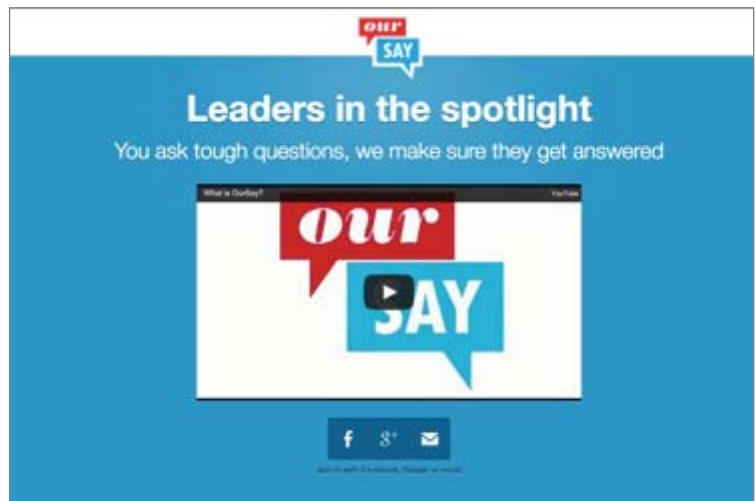 our
SAY
Leaders in the spotlight
You ask tough questions, we make sure they get answered
What is OurSay?
YouTube
our
SAY
f
g+